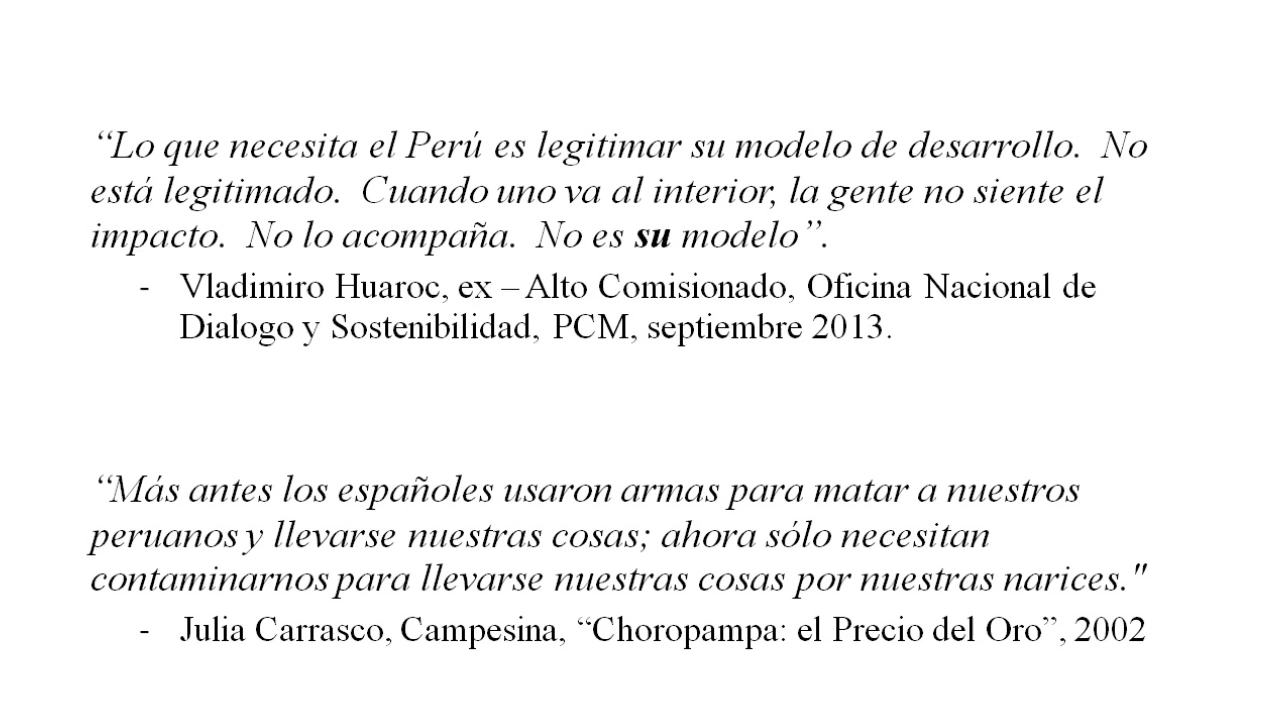 “Lo que necesita el Perú es legitimar su modelo de desarrollo. No
está legitimado. Cuando uno va al interior, la gente no siente el
impacto. No lo acompaña. No es su modelo”.
- Vladimiro Huaroc, ex – Alto Comisionado, Oficina Nacional de
Dialogo y Sostenibilidad, PCM, septiembre 2013.
“Más antes los españoles usaron armas para matar a nuestros
peruanos y llevarse nuestras cosas; ahora sólo necesitan
contaminarnos para llevarse nuestras cosas por nuestras narices."
- Julia Carrasco, Campesina, “Choropampa: el Precio del Oro”, 2002